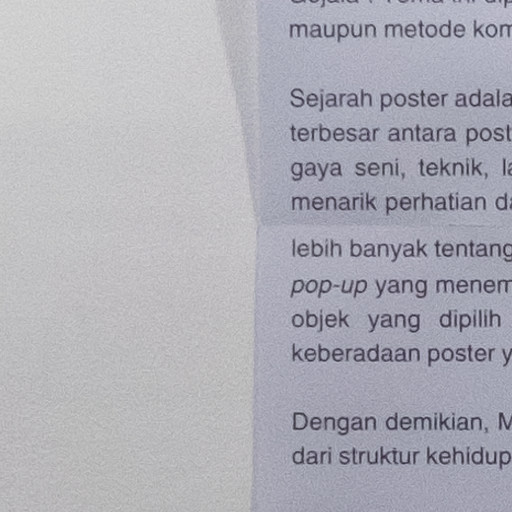 maupun metode kom
Sejarah poster adala
terbesar antara post
gaya seni, teknik, la
menarik perhatian da
lebih banyak tentang
pop-up yang menem
objek yang dipilih
keberadaan poster y
Dengan demikian, M
dari struktur kehidup